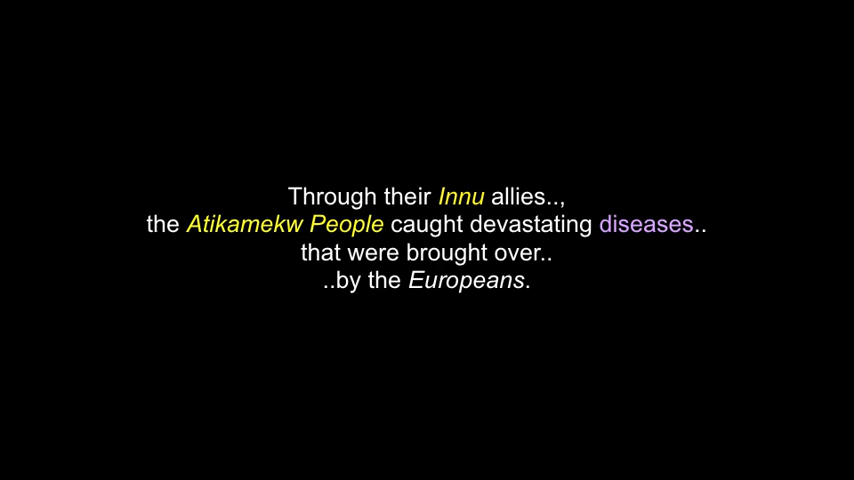 Through their Innu allies..,
the Atikamekw People caught devastating diseases..
that were brought over..
..by the Europeans.